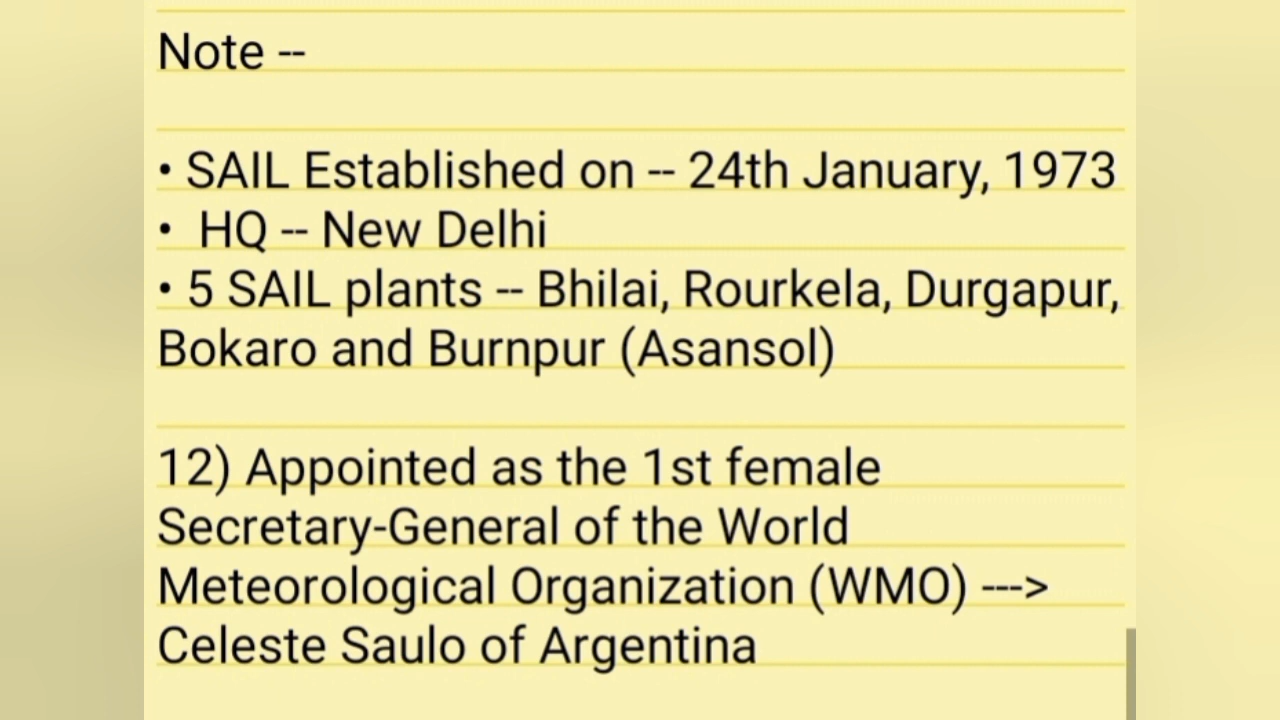 Note --
• SAIL Established on -- 24th January, 1973
• HQ -- New Delhi
• 5 SAIL plants -- Bhilai, Rourkela, Durgapur,
Bokaro and Burnpur (Asansol)
12) Appointed as the 1st female
Secretary-General of the World
Meteorological Organization (WMO) --->
Celeste Saulo of Argentina